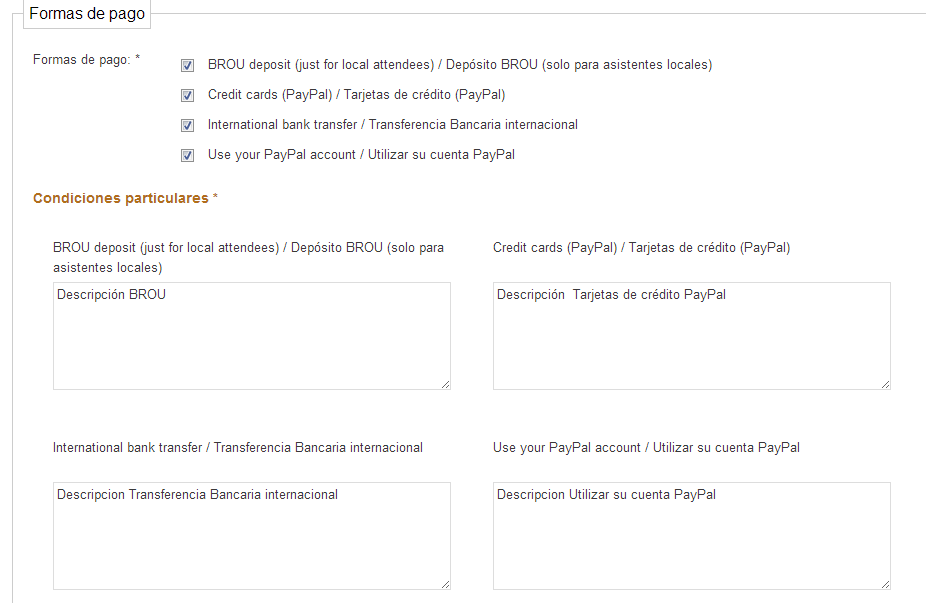 Formas de pago
Formas de pago: *
BROU deposit (just for local attendees) / Depósito BROU (solo para asistentes locales)
Credit cards (PayPal) / Tarjetas de crédito (PayPal)
International bank transfer / Transferencia Bancaria internacional
Use your PayPal account / Utilizar su cuenta PayPal
Condiciones particulares *
BROU deposit (just for local attendees) / Depósito BROU (solo para
asistentes locales)
Descripción BROU
Credit cards (PayPal) / Tarjetas de crédito (PayPal)
Descripción  Tarjetas de crédito PayPal
International bank transfer / Transferencia Bancaria internacional
Descripcion Transferencia Bancaria internacional
Use your PayPal account / Utilizar su cuenta PayPal
Descripcion Utilizar su cuenta PayPal